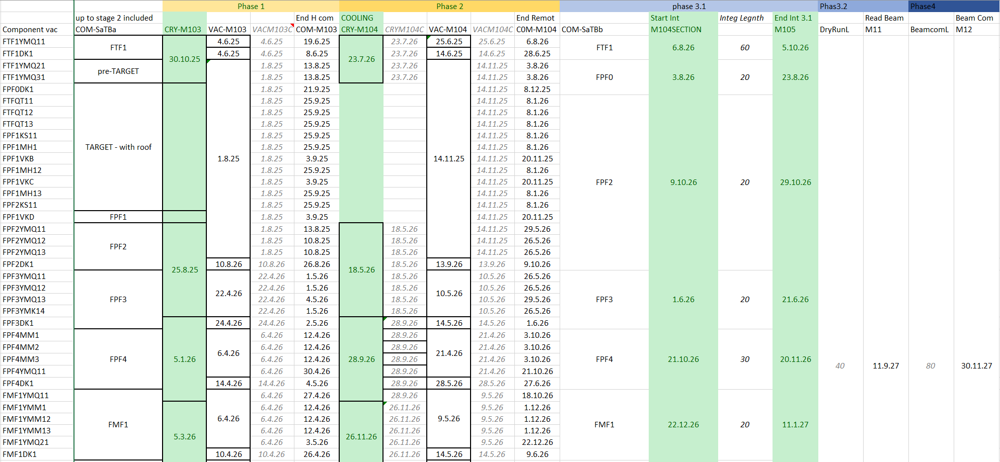 Phase 1 Phase 2 phase 3.1 Phas3.2 Phase4
up to stage 2 included End H com COOLING End Remot Start Int Integ Legnth End Int 3.1 Read Beam Beam Com
Component vac COM-SaTBa CRY-M103 VAC-M103 VACM103C COM-M103 CRY-M104 CRYM104C VAC-M104 VACM104C C0M-M104 COM-SaTBb M104SECTION M105 DryRunL M11 BeamcomL M12
FTF1YMQ11 4.6.25 4.6.25 19.6.25 23.7.26 25.6.25 25.6.25 6.8.26
FTF1 FTF1 6.8.26 60 5.10.26
FTF1DK1 4.6.25 4.6.25 8.6.25 23.7.26 14.6.25 14.6.25 28.6.25
30.10.25 23.7.26
FTF1YMQ21 1.8.25 13.8.25 23.7.26 14.11.25 3.8.26
pre-TARGET
FTF1YMQ31 1.8.25 13.8.25 23.7.26 14.11.25 3.8.26 FPF0 3.8.26 20 23.8.26
FPF0DK1 1.8.25 21.9.25 14.11.25 8.12.25
FTFQT11 1.8.25 25.9.25 14.11.25 8.1.26
FTFQT12 1.8.25 25.9.25 14.11.25 8.1.26
FTFQT13 1.8.25 25.9.25 14.11.25 8.1.26
FPF1KS11 1.8.25 25.9.25 14.11.25 8.1.26
FPF1MH1 TARGET - with roof 1.8.25 25.9.25 14.11.25 8.1.26
FPF1VKB 1.8.25 1.8.25 3.9.25 14.11.25 14.11.25 20.11.25
FPF1MH12 1.8.25 25.9.25 14.11.25 8.1.26
FPF1VKC 1.8.25 3.9.25 14.11.25 20.11.25 FPF2 9.10.26 20 29.10.26
FPF1MH13 1.8.25 25.9.25 14.11.25 8.1.26
FPF2KS11 1.8.25 25.9.25 14.11.25 8.1.26
FPF1VKD FPF1 1.8.25 3.9.25 14.11.25 20.11.25
FPF2YMQ11 1.8.25 13.8.25 18.5.26 14.11.25 29.5.26
FPF2YMQ12 1.8.25 10.8.25 18.5.26 14.11.25 26.5.26
FPF2
FPF2YMQ13 1.8.25 10.8.25 18.5.26 14.11.25 26.5.26
FPF2DK1 10.8.26 10.8.26 26.8.26 18.5.26 13.9.26 13.9.26 9.10.26
25.8.25 18.5.26
FPF3YMQ11 22.4.26 1.5.26 18.5.26 10.5.26 26.5.26
FPF3YMQ12 22.4.26 1.5.26 18.5.26 10.5.26 26.5.26
22.4.26 10.5.26
FPF3YMQ13 FPF3 22.4.26 4.5.26 18.5.26 10.5.26 29.5.26 FPF3 1.6.26 20 21.6.26
FPF3YMK14 22.4.26 1.5.26 18.5.26 10.5.26 26.5.26
FPF3DK1 24.4.26 24.4.26 2.5.26 28.9.26 14.5.26 14.5.26 1.6.26
FPF4MM1 6.4.26 12.4.26 28.9.26 21.4.26 3.10.26
FPF4MM2 6.4.26 12.4.26 28.9.26 21.4.26 3.10.26
6.4.26 21.4.26
FPF4MM3 FPF4 5.1.26 6.4.26 12.4.26 28.9.26 28.9.26 21.4.26 3.10.26 FPF4 21.10.26 30 20.11.26
40 11.9.27 80 30.11.27
FPF4YMQ11 6.4.26 30.4.26 28.9.26 21.4.26 21.10.26
FPF4DK1 14.4.26 14.4.26 4.5.26 28.9.26 28.5.26 28.5.26 27.6.26
FMF1YMQ11 6.4.26 27.4.26 28.9.26 9.5.26 18.10.26
FMF1YMM1 6.4.26 12.4.26 26.11.26 9.5.26 1.12.26
FMF1YMM12 6.4.26 6.4.26 12.4.26 26.11.26 9.5.26 9.5.26 1.12.26
FMF1 FMF1 22.12.26 20 11.1.27
FMF1YMM13 6.4.26 12.4.26 26.11.26 9.5.26 1.12.26
5.3.26 26.11.26
FMF1YMQ21 6.4.26 3.5.26 26.11.26 9.5.26 22.12.26
FMF1DK1 10.4.26 10.4.26 26.4.26 26.11.26 14.5.26 14.5.26 9.6.26